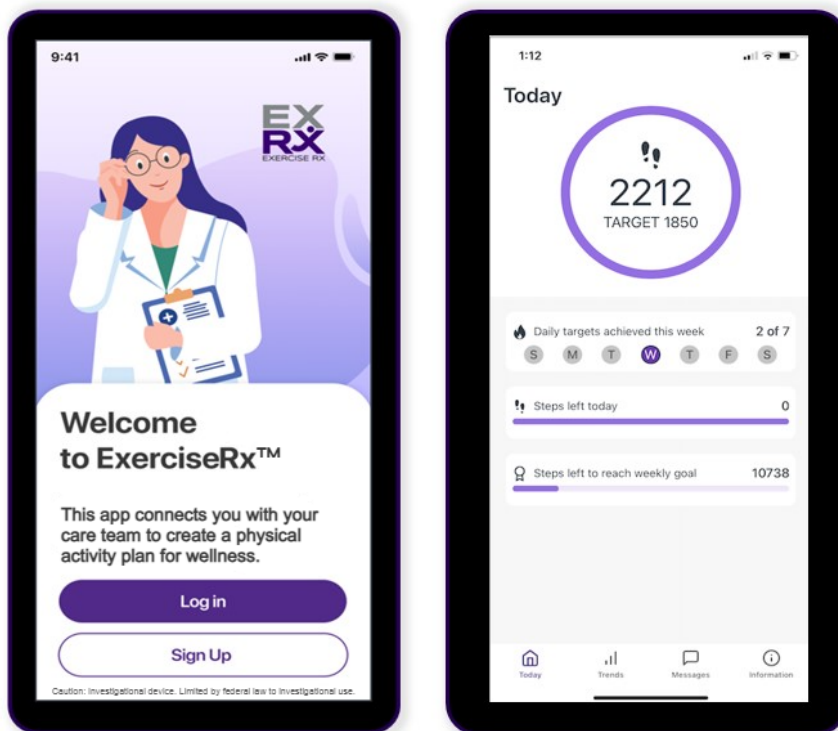 9:41
EX
RX
EXERCISE RX
Welcome
to ExerciseRx™
This app connects you with your
care team to create a physical
activity plan for wellness.
Log in
Sign Up
Caution: Investigational device. Limited by federal law to investigational use.
1:12
Today
2212
TARGET 1850
Daily targets achieved this week 2 of 7
S M T W T F S
Steps left today 0
Steps left to reach weekly goal 10738
Today Trends Messages Information